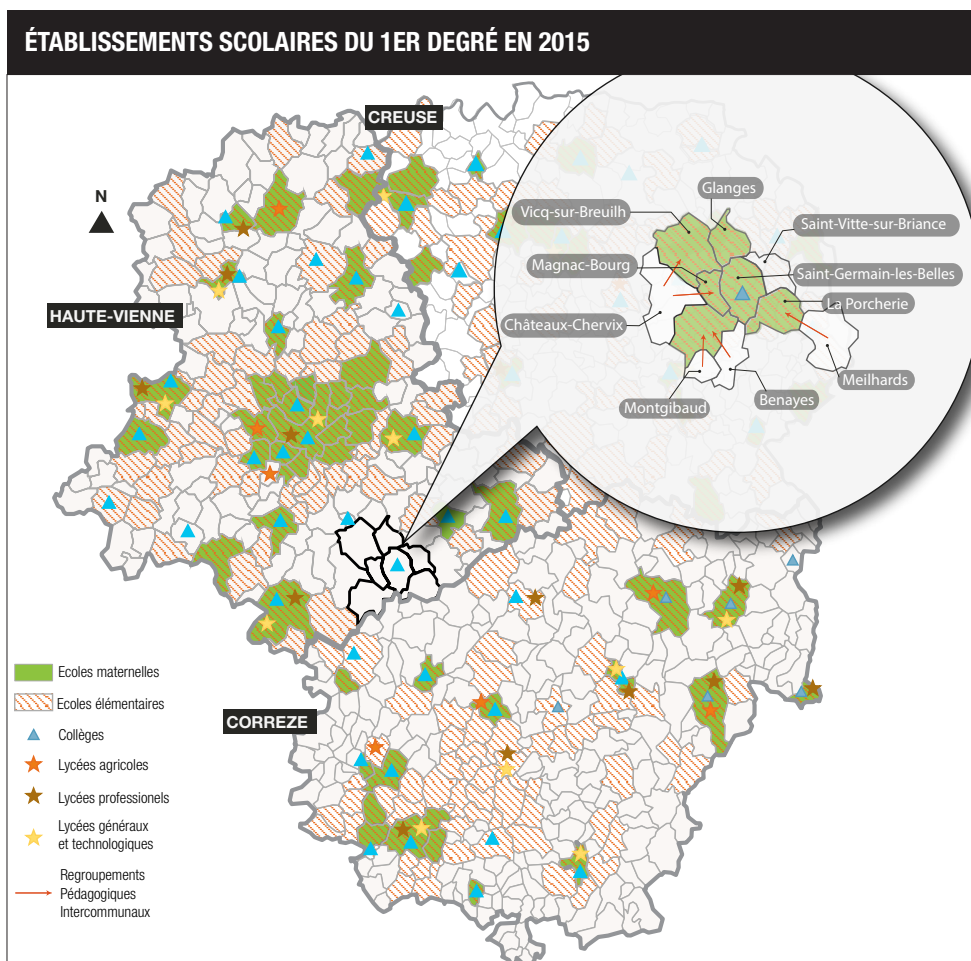 ÉTABLISSEMENTS SCOLAIRES DU 1ER DEGRÉ EN 2015
CREUSE
N
HAUTE-VIENNE
Glanges
Vicq-sur-Breuilh
Saint-Vitte-sur-Briance
Magnac-Bourg
Saint-Germain-les-Belles
La Porcherie
Châteaux-Chervix
Meilhards
Benayes
Montgibaud
CORREZE
Ecoles maternelles
Ecoles élémentaires
Collèges
Lycées agricoles
Lycées professionels
Lycées généraux
et technologiques
Regroupements
Pédagogiques
Intercommunaux